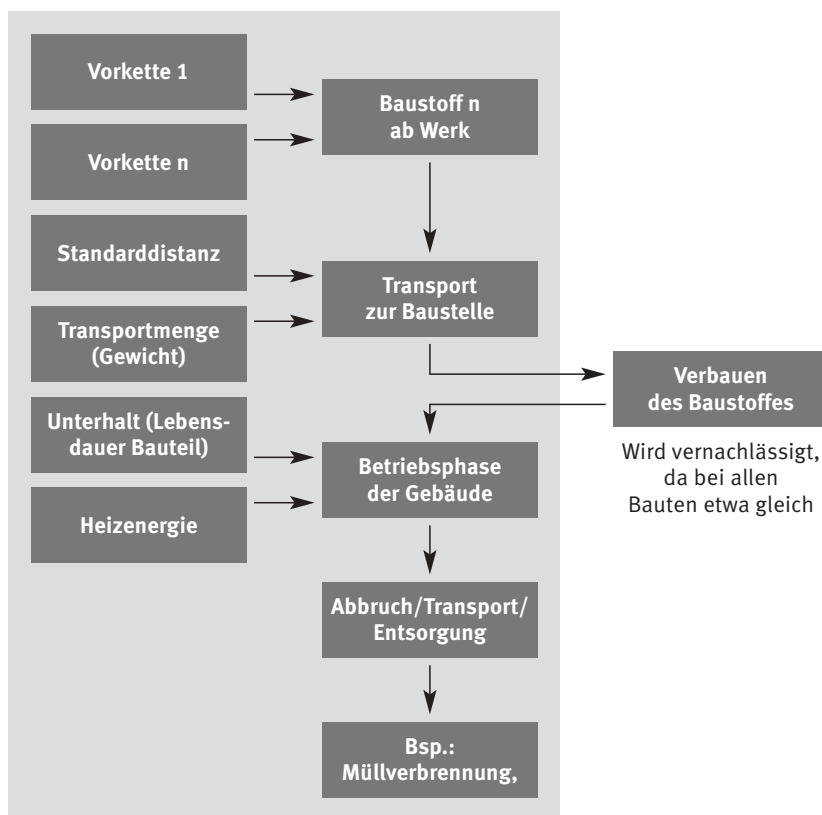 Vorkette 1
Vorkette n
Baustoff n
ab Werk
Standarddistanz
Transportmenge
(Gewicht)
Transport
zur Baustelle
Verbauen
des Baustoffes
Wird vernachlässigt,
da bei allen
Bauten etwa gleich
Unterhalt (Lebens-
dauer Bauteil)
Heizenergie
Betriebsphase
der Gebäude
Abbruch/Transport/
Entsorgung
Bsp.:
Müllverbrennung,